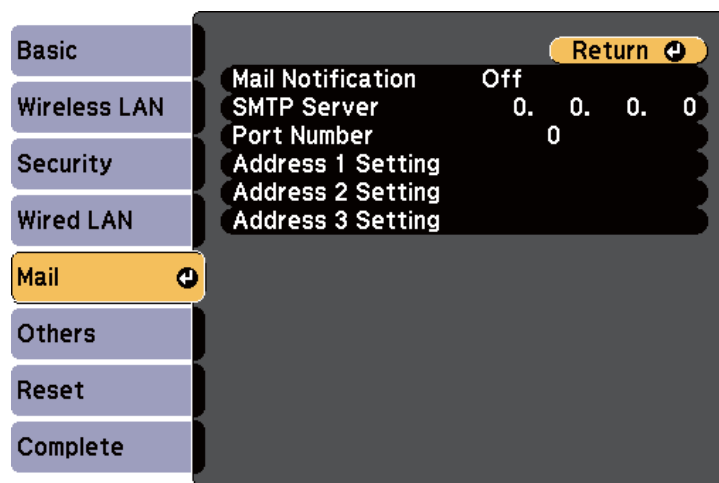 Basic
Wireless LAN
Security
Wired LAN
Mail
Others
Reset
Complete
Return
Mail Notification Off
SMTP Server 0. 0. 0. 0
Port Number 0
Address 1 Setting
Address 2 Setting
Address 3 Setting